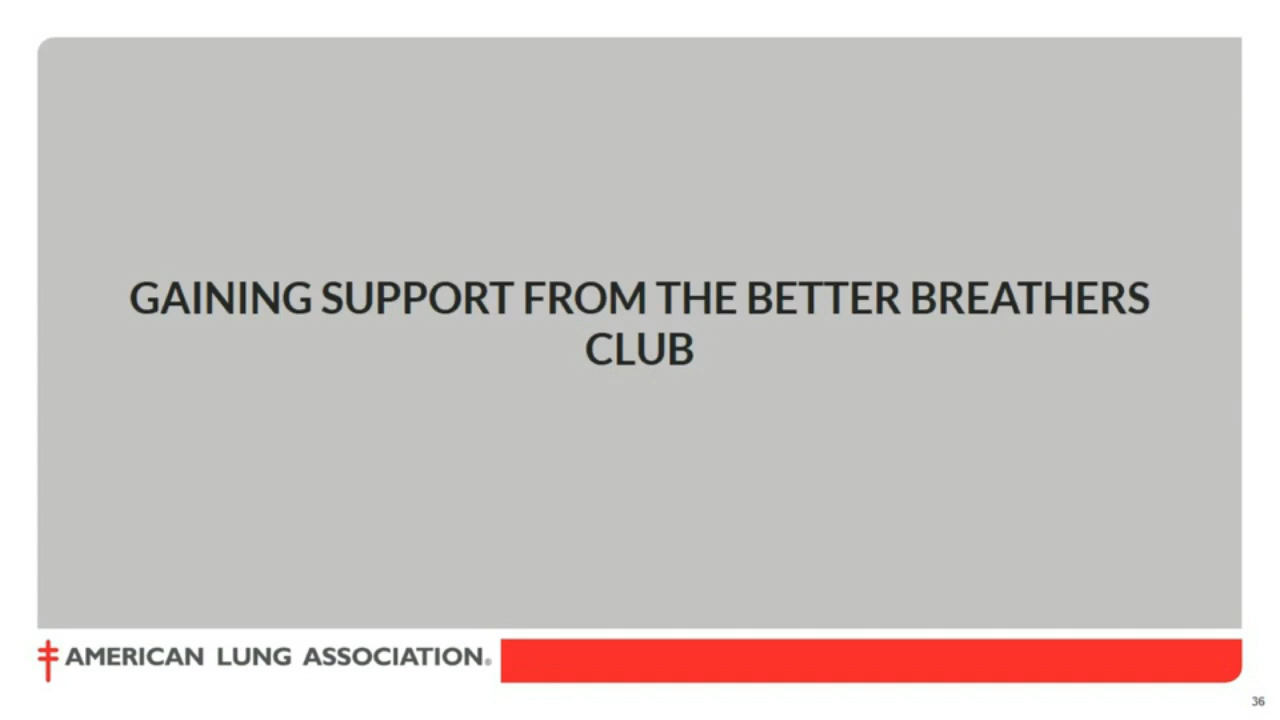 GAINING SUPPORT FROM THE BETTER BREATHERS
CLUB
AMERICAN LUNG ASSOCIATION®
36